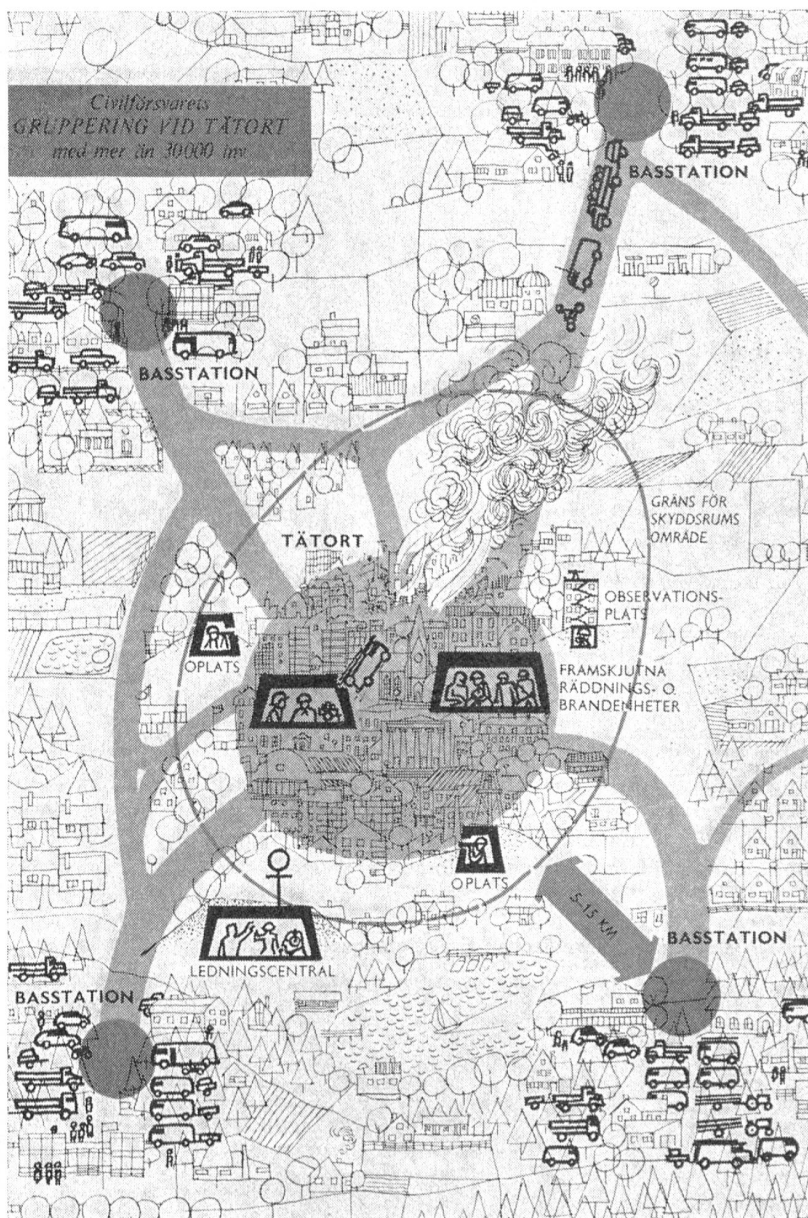 Civilförsvarets
GRUPPERING VID TÄTORT
med mer än 30000 inv
BASSTATION
BASSTATION
GRÄNS FÖR
SKYDDSRUMS
OMRÅDE
TÄTORT
OBSERVATIONS-
PLATS
OPLATS
FRAMSKJUTNA
RÄDDNINGS- O.
BRANDENHETER
OPLATS
5-15 KM
BASSTATION
LEDNINGSCENTRAL
BASSTATION